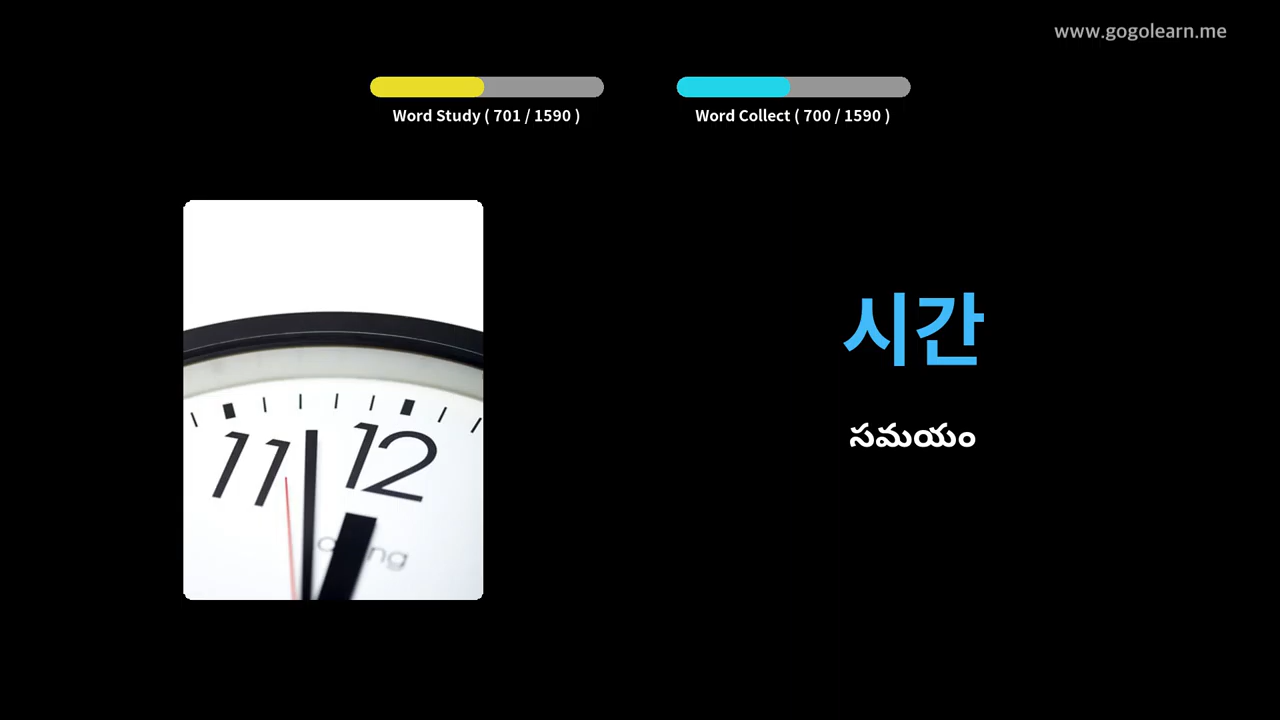 www.gogolearn.me
Word Study ( 701 / 1590 )
Word Collect ( 700 / 1590 )
11
12
시간
సమయం